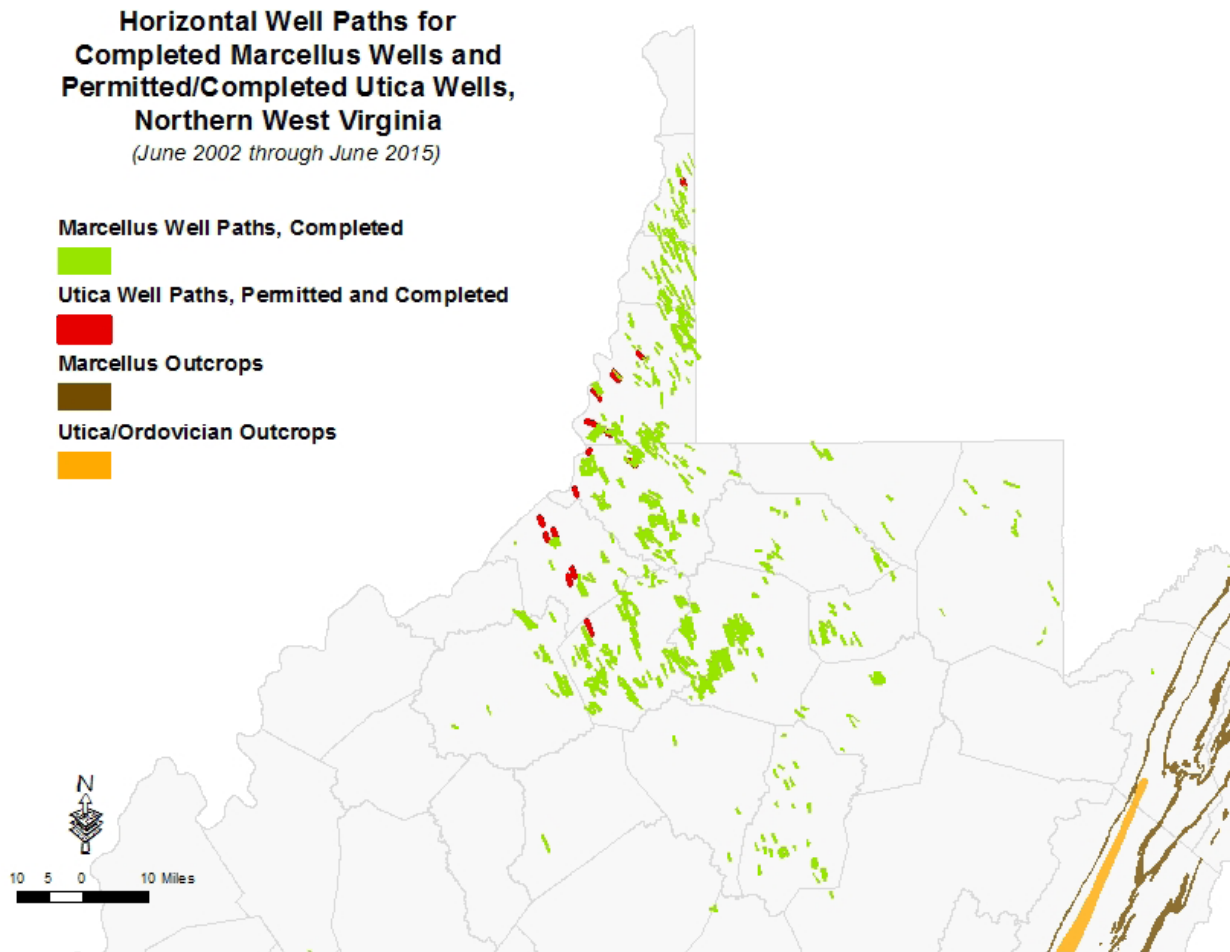 Horizontal Well Paths for
Completed Marcellus Wells and
Permitted/Completed Utica Wells,
Northern West Virginia
(June 2002 through June 2015)
Marcellus Well Paths, Completed
Utica Well Paths, Permitted and Completed
Marcellus Outcrops
Utica/Ordovician Outcrops
N
10 5 0 10 Miles